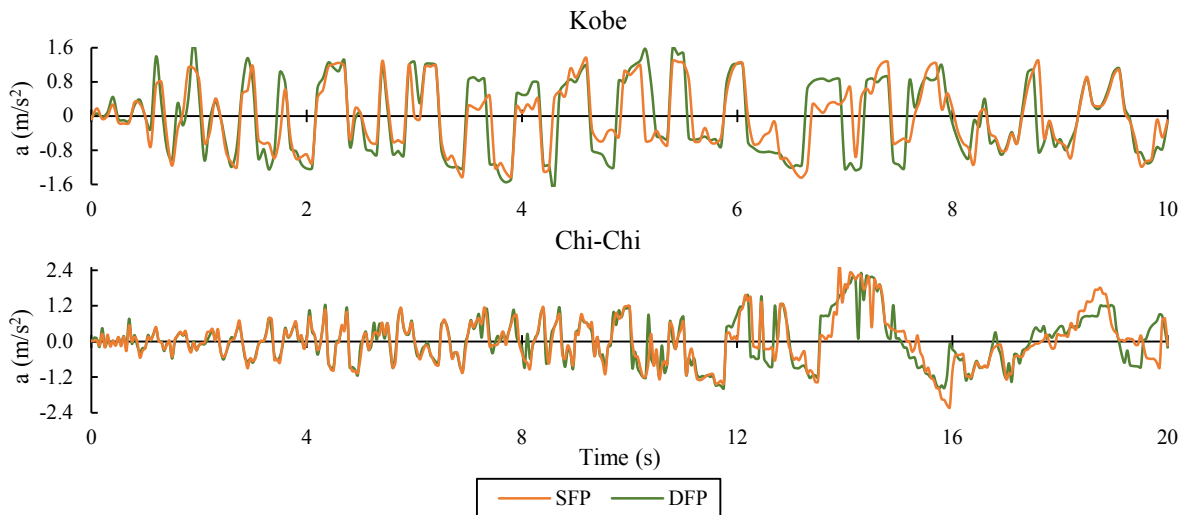 Kobe
a (m/s²)
1.6
0.8
0
-0.8
-1.6
0 2 4 6 8 10
Chi-Chi
a (m/s²)
2.4
1.2
0.0
-1.2
-2.4
0 4 8 12 16 20
Time (s)
SFP DFP